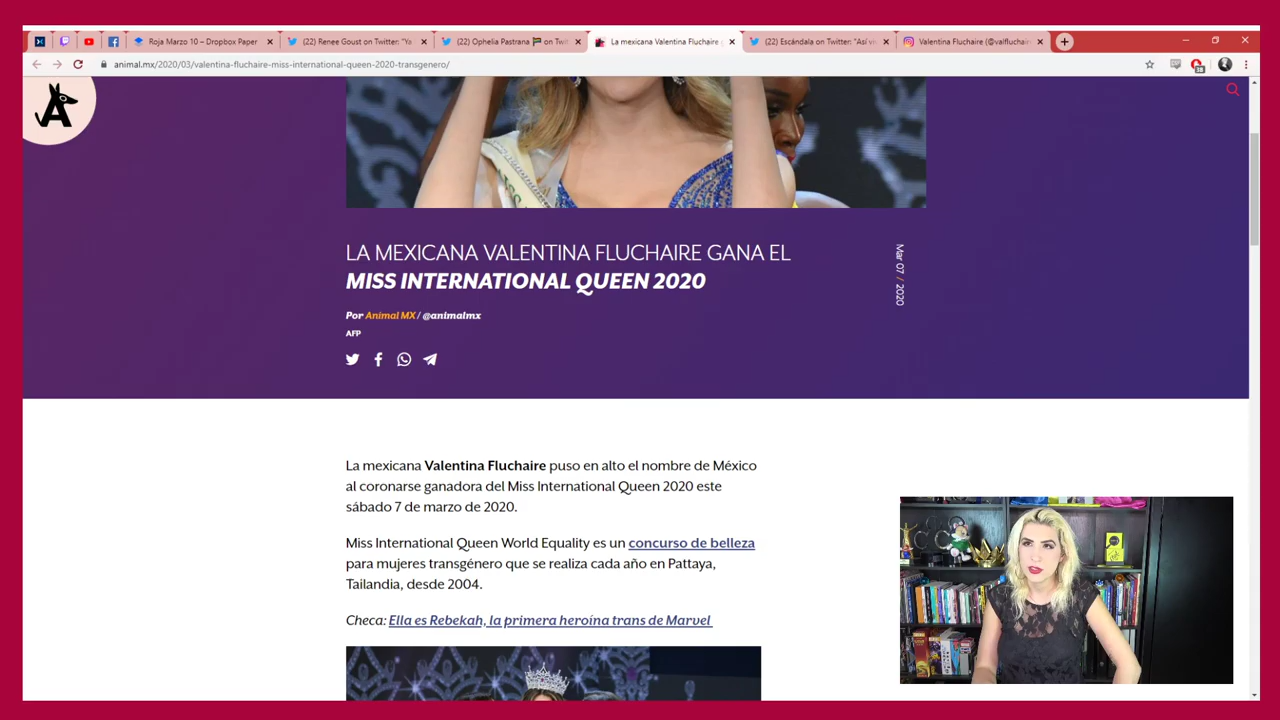 Roja Marzo 10 – Dropbox Paper
(22) Renee Goust on Twitter: "Ya
(22) Ophelia Pastrana on Twit
La mexicana Valentina Fluchaire
(22) Escándala on Twitter: "Así vi
Valentina Fluchaire (@valfluchair
animal.mx/2020/03/valentina-fluchaire-miss-international-queen-2020-transgenero/
LA MEXICANA VALENTINA FLUCHAIRE GANA EL
MISS INTERNATIONAL QUEEN 2020
Mar 07 / 2020
Por Animal MX / @animalmx
AFP
La mexicana Valentina Fluchaire puso en alto el nombre de México
al coronarse ganadora del Miss International Queen 2020 este
sábado 7 de marzo de 2020.
Miss International Queen World Equality es un concurso de belleza
para mujeres transgénero que se realiza cada año en Pattaya,
Tailandia, desde 2004.
Checa: Ella es Rebekah, la primera heroína trans de Marvel